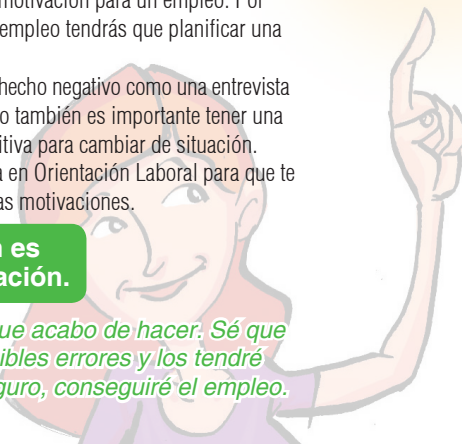 motivación para un empleo. Por
empleo tendrás que planificar una
hecho negativo como una entrevista
o también es importante tener una
itiva para cambiar de situación.
a en Orientación Laboral para que te
as motivaciones.
es
ación.
ue acabo de hacer. Sé que
ibles errores y los tendré
guro, conseguiré el empleo.